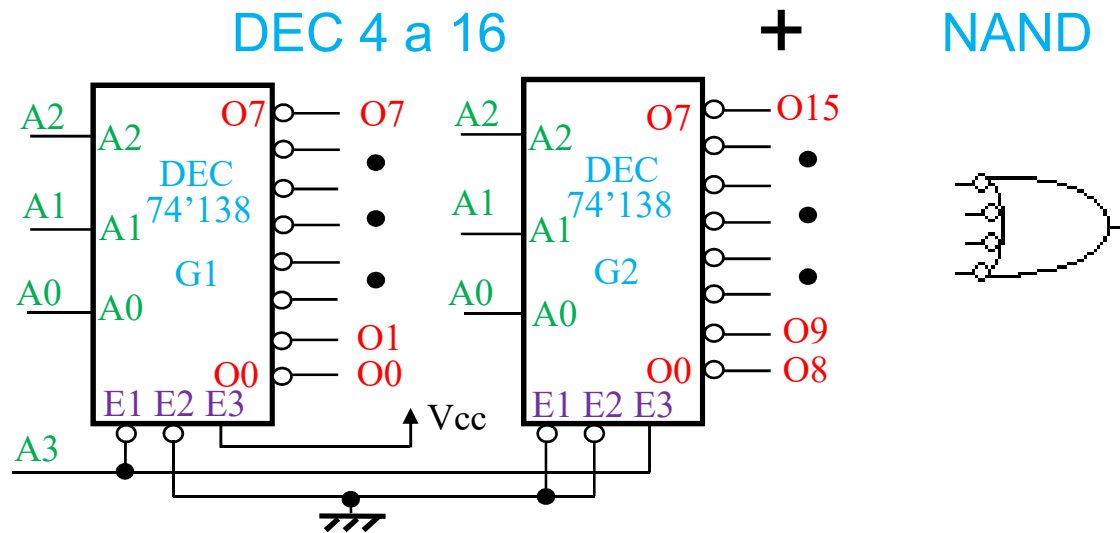 DEC 4 a 16 + NAND
A2 A2 O7 O7
DEC
74'138
A1 A1
G1
A0 A0
O1
O0 O0
E1 E2 E3
Vcc
A3
A2 A2 O7 O15
DEC
74'138
A1 A1
G2
A0 A0
O9
O0 O8
E1 E2 E3